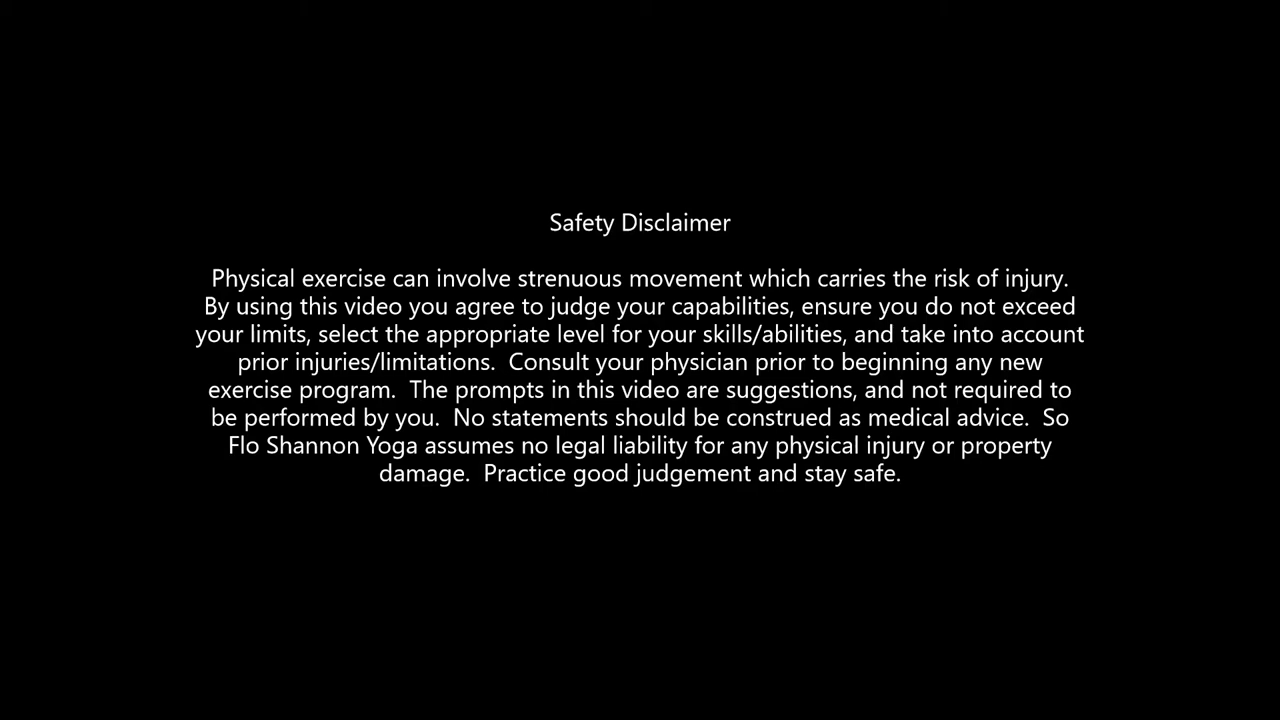 Safety Disclaimer
Physical exercise can involve strenuous movement which carries the risk of injury.
By using this video you agree to judge your capabilities, ensure you do not exceed
your limits, select the appropriate level for your skills/abilities, and take into account
prior injuries/limitations.  Consult your physician prior to beginning any new
exercise program.  The prompts in this video are suggestions, and not required to
be performed by you.  No statements should be construed as medical advice.  So
Flo Shannon Yoga assumes no legal liability for any physical injury or property
damage.  Practice good judgement and stay safe.